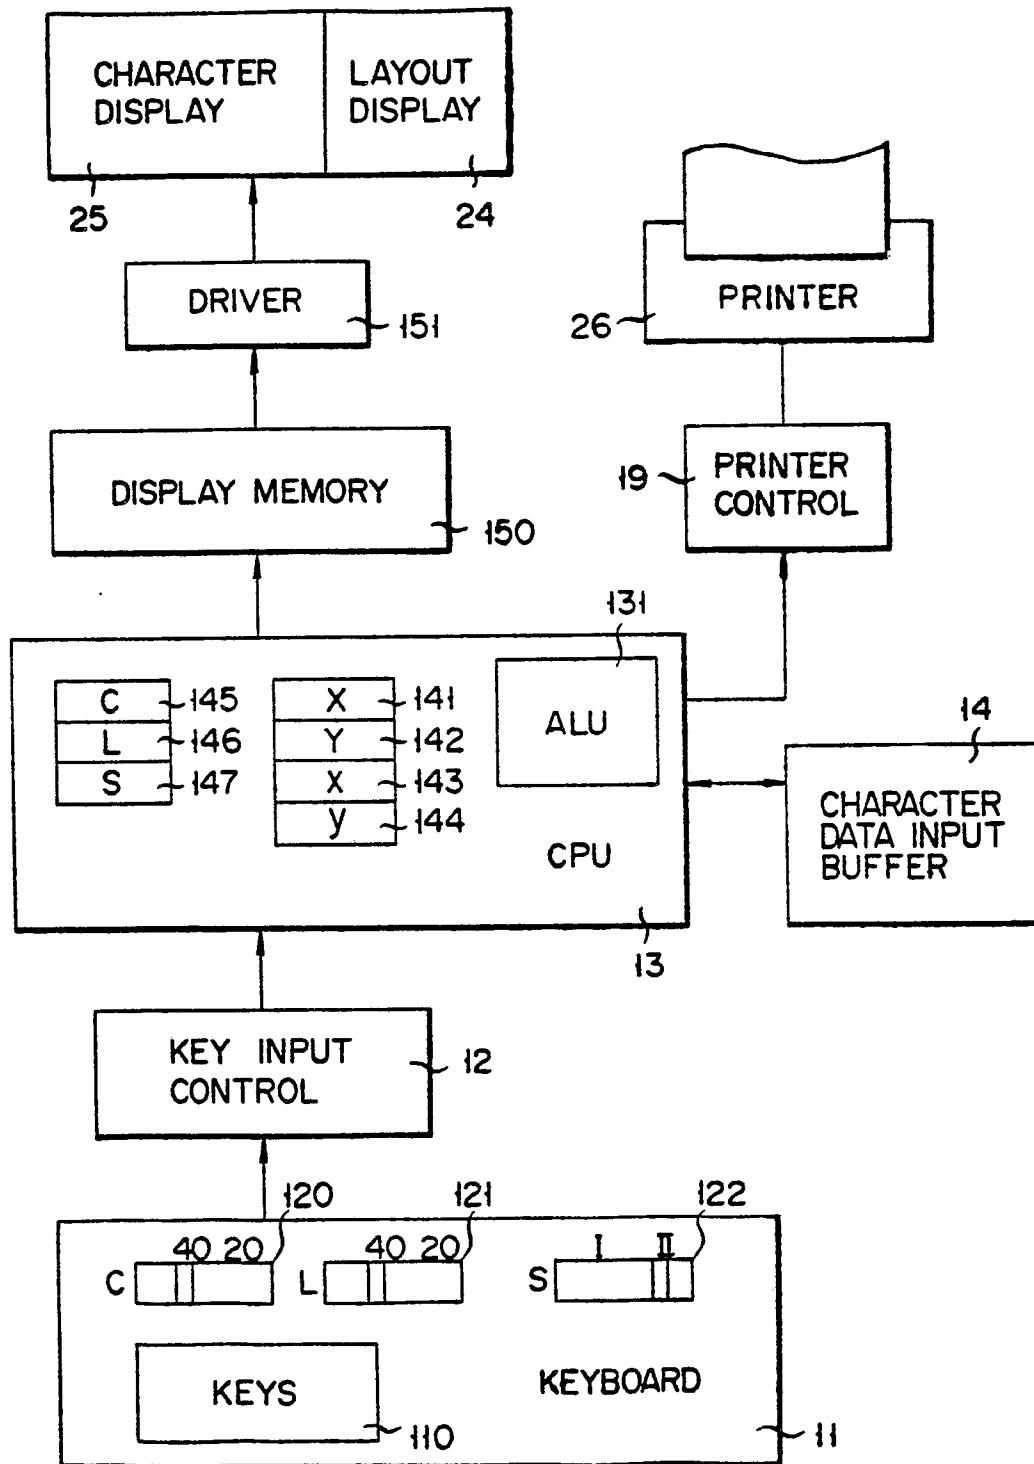 CHARACTER
DISPLAY
LAYOUT
DISPLAY
25
24
DRIVER
151
PRINTER
26
DISPLAY MEMORY
150
19
PRINTER
CONTROL
131
C
145
L
146
S
147
X
141
Y
142
x
143
y
144
ALU
CPU
13
14
CHARACTER
DATA INPUT
BUFFER
KEY INPUT
CONTROL
12
120
121
122
40 20
40 20
I II
C
L
S
KEYS
110
KEYBOARD
11